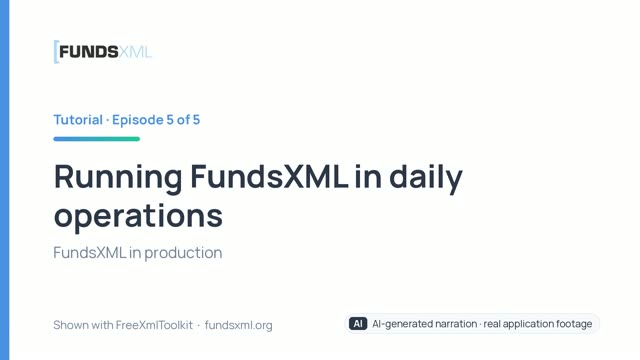 [FUNDSXML
Tutorial · Episode 5 of 5
Running FundsXML in daily
operations
FundsXML in production
Shown with FreeXmlToolkit · fundsxml.org
AI AI-generated narration · real application footage